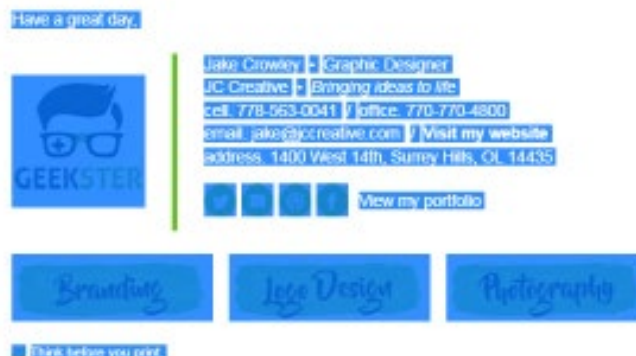 Have a great day,
Jake Crowley - Graphic Designer
JC Creative - Bringing ideas to life
cell. 778-563-0041 / office. 770-770-4800
email. jake@jccreative.com / Visit my website
address. 1400 West 14th, Surrey Hills, OL 14435
GEEKSTER
View my portfolio
Branding Logo Design Photography
Think before you print